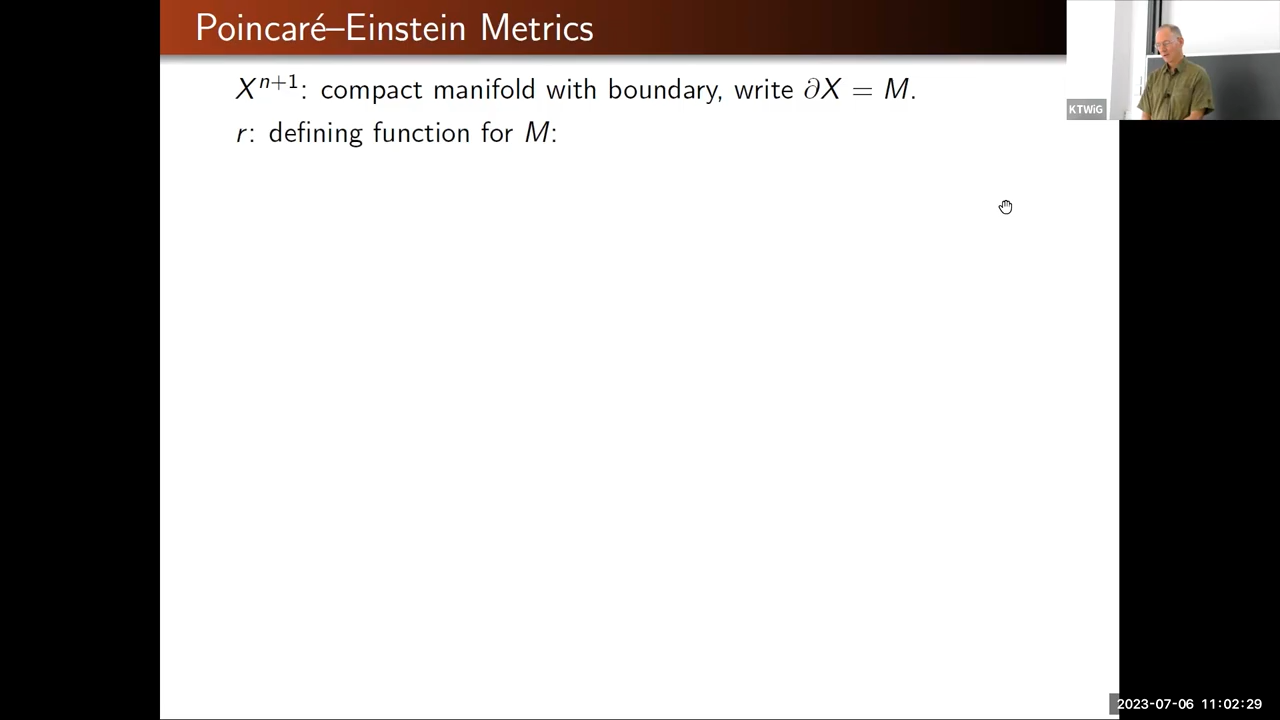 Poincaré–Einstein Metrics
Xⁿ⁺¹: compact manifold with boundary, write ∂X = M.
r: defining function for M:
KTWiG
2023-07-06 11:02:29